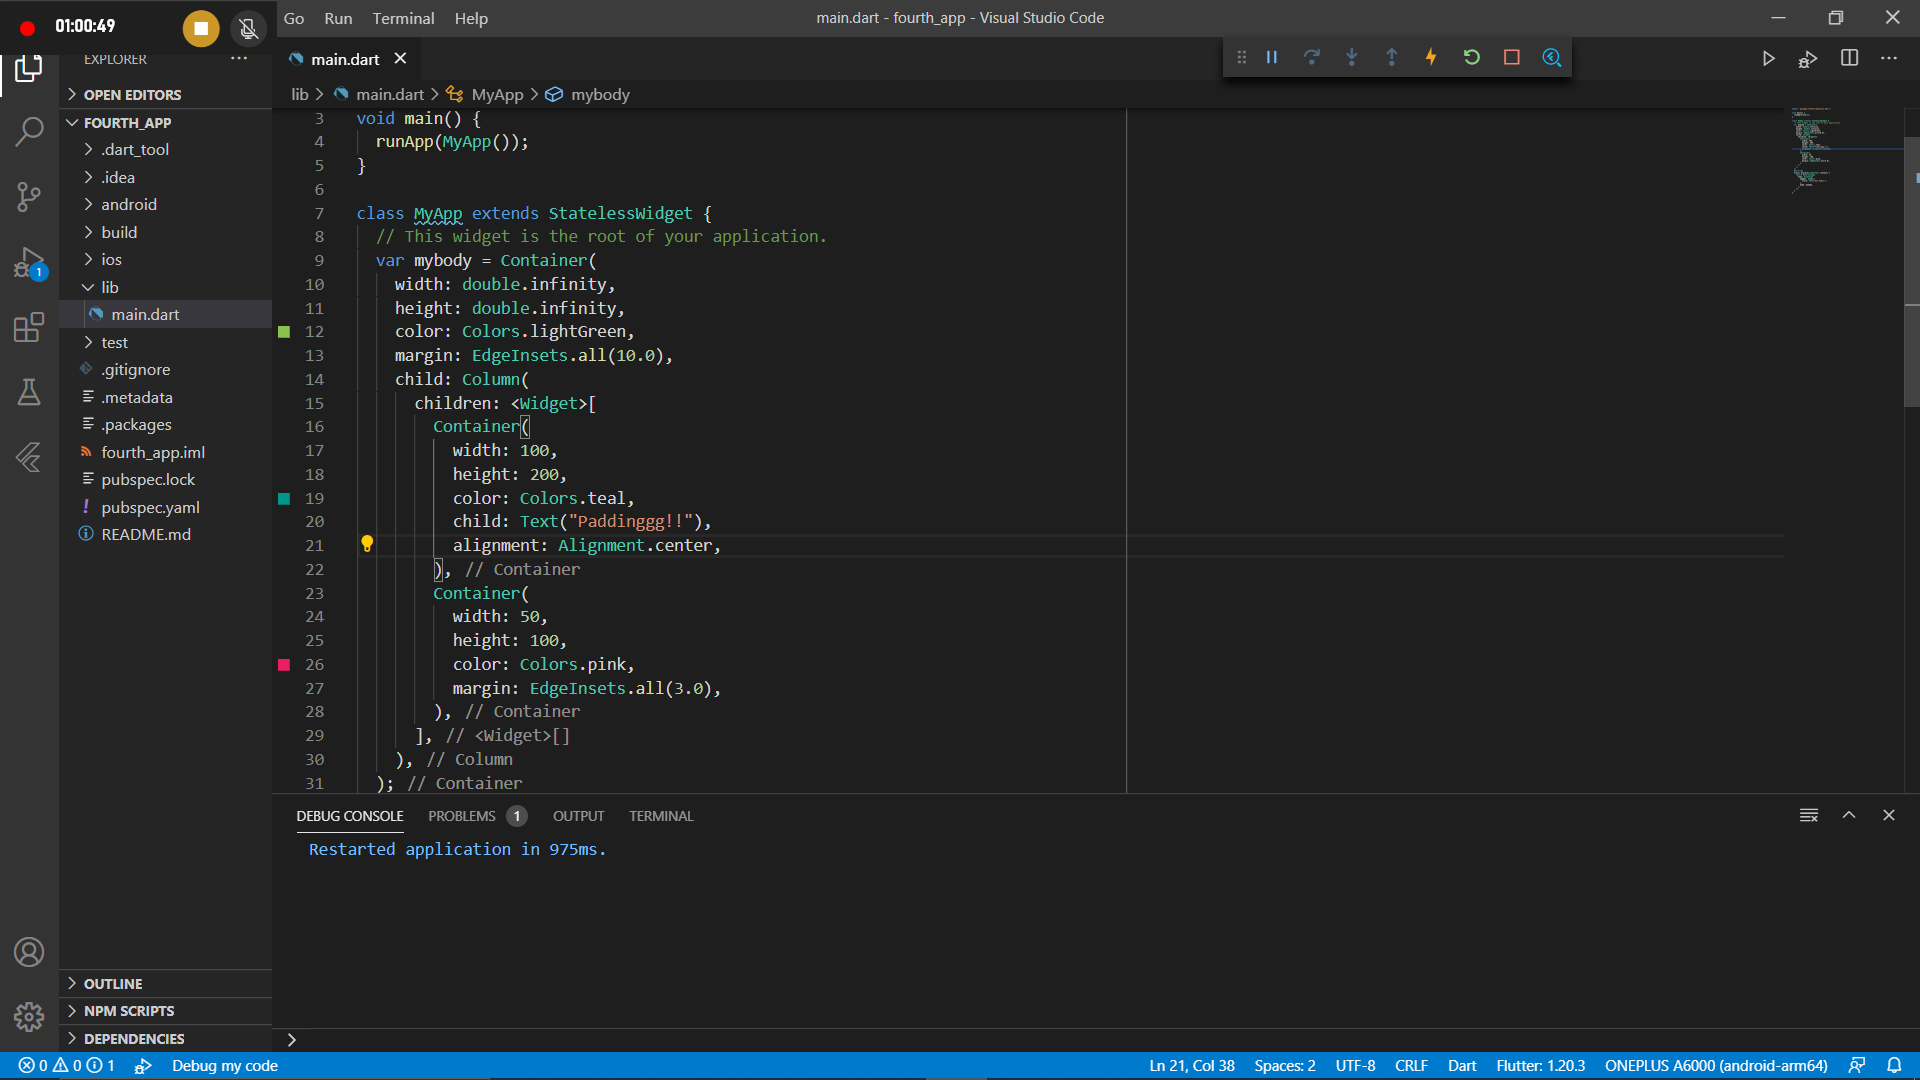 01:00:49
Go Run Terminal Help
main.dart - fourth_app - Visual Studio Code
EXPLORER
main.dart
OPEN EDITORS
lib > main.dart > MyApp > mybody
FOURTH_APP
.dart_tool
.idea
android
build
ios
lib
main.dart
test
.gitignore
.metadata
.packages
fourth_app.iml
pubspec.lock
! pubspec.yaml
README.md
1
OUTLINE
NPM SCRIPTS
DEPENDENCIES
3 void main() {
4 runApp(MyApp());
5 }
6
7 class MyApp extends StatelessWidget {
8 // This widget is the root of your application.
9 var mybody = Container(
10 width: double.infinity,
11 height: double.infinity,
12 color: Colors.lightGreen,
13 margin: EdgeInsets.all(10.0),
14 child: Column(
15 children: <Widget>[
16 Container(
17 width: 100,
18 height: 200,
19 color: Colors.teal,
20 child: Text("Paddinggg!!"),
21 alignment: Alignment.center,
22 ), // Container
23 Container(
24 width: 50,
25 height: 100,
26 color: Colors.pink,
27 margin: EdgeInsets.all(3.0),
28 ), // Container
29 ], // <Widget>[]
30 ), // Column
31 ); // Container
DEBUG CONSOLE PROBLEMS 1 OUTPUT TERMINAL
Restarted application in 975ms.
0 0 1 Debug my code Ln 21, Col 38 Spaces: 2 UTF-8 CRLF Dart Flutter: 1.20.3 ONEPLUS A6000 (android-arm64)